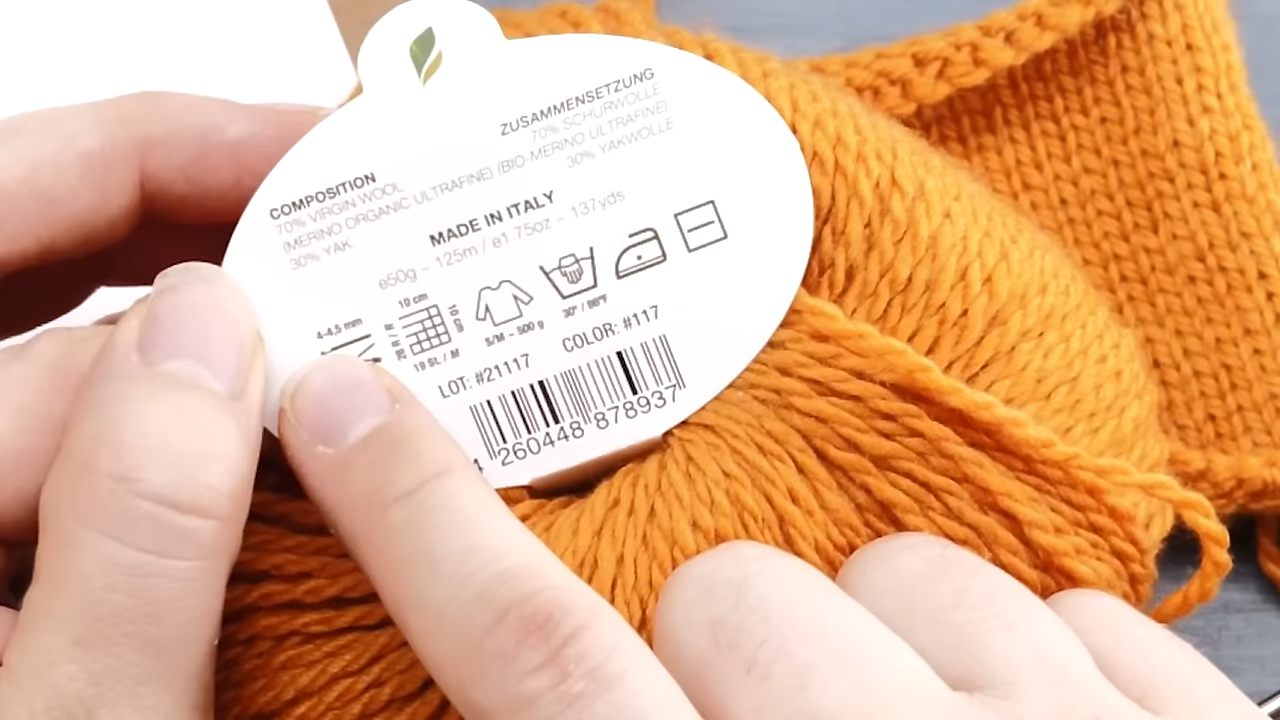 ZUSAMMENSETZUNG
70% SCHURWOLLE
(BIO-MERINO ULTRAFINE)
30% YAKWOLLE
COMPOSITION
70% VIRGIN WOOL
(MERINO ORGANIC ULTRAFINE)
30% YAK
MADE IN ITALY
e50g – 125m / e1.75oz – 137yds
4-4,5 mm
10 cm
10 cm
19 SL / M
S/M – 500 g
30° / 86°F
LOT: #21117
COLOR: #117
4 260448 878937